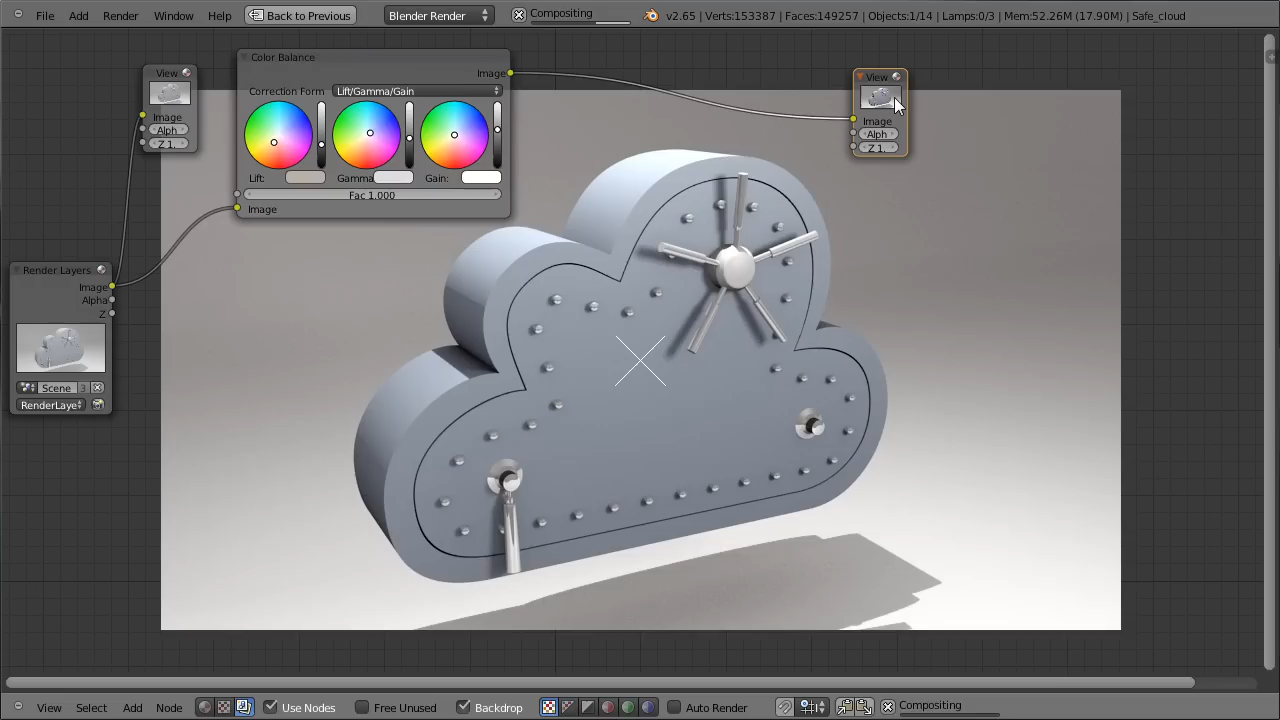 File Add Render Window Help Back to Previous Blender Render Compositing v2.65 | Verts:153387 | Faces:149257 | Objects:1/14 | Lamps:0/3 | Mem:52.26M (17.90M) | Safe_cloud
View
Image
Alph
Z 1.
Color Balance
Image
Correction Form Lift/Gamma/Gain
Lift: Gamma Gain:
Fac 1.000
Image
View
Image
Alph
Z 1.
Render Layers
Image
Alpha
Z
Scene 3
RenderLaye
View Select Add Node Use Nodes Free Unused Backdrop Auto Render Compositing